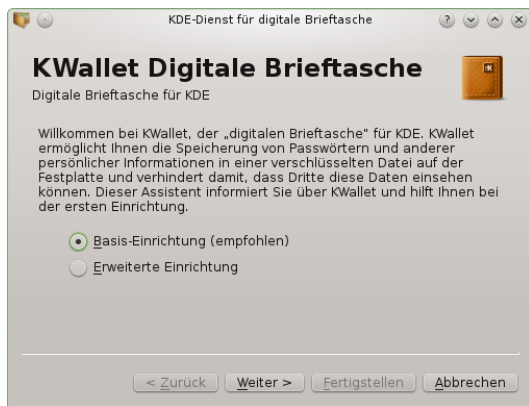 KDE-Dienst für digitale Brieftasche
KWallet Digitale Brieftasche
Digitale Brieftasche für KDE
Willkommen bei KWallet, der „digitalen Brieftasche“ für KDE. KWallet
ermöglicht Ihnen die Speicherung von Passwörtern und anderer
persönlicher Informationen in einer verschlüsselten Datei auf der
Festplatte und verhindert damit, dass Dritte diese Daten einsehen
können. Dieser Assistent informiert Sie über KWallet und hilft Ihnen bei
der ersten Einrichtung.
Basis-Einrichtung (empfohlen)
Erweiterte Einrichtung
< Zurück Weiter > Fertigstellen Abbrechen